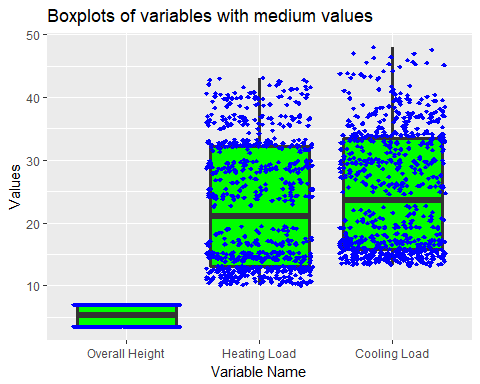 Boxplots of variables with medium values
50
40
30
20
10
Values
Overall Height Heating Load Cooling Load
Variable Name